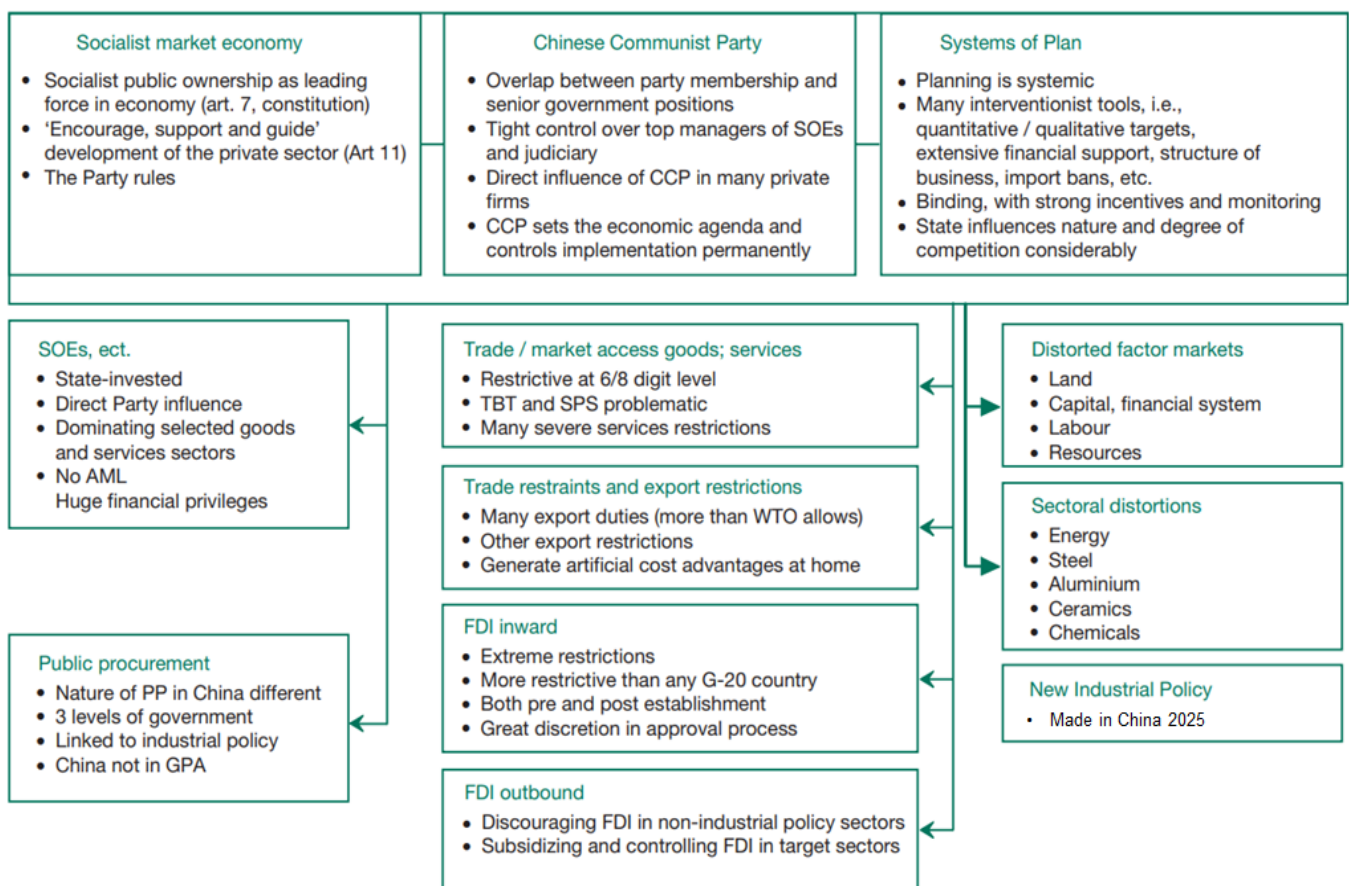 Socialist market economy
• Socialist public ownership as leading
force in economy (art. 7, constitution)
• ‘Encourage, support and guide’
development of the private sector (Art 11)
• The Party rules
Chinese Communist Party
• Overlap between party membership and
senior government positions
• Tight control over top managers of SOEs
and judiciary
• Direct influence of CCP in many private
firms
• CCP sets the economic agenda and
controls implementation permanently
Systems of Plan
• Planning is systemic
• Many interventionist tools, i.e.,
quantitative / qualitative targets,
extensive financial support, structure of
business, import bans, etc.
• Binding, with strong incentives and monitoring
• State influences nature and degree of
competition considerably
SOEs, ect.
• State-invested
• Direct Party influence
• Dominating selected goods
and services sectors
• No AML
Huge financial privileges
Public procurement
• Nature of PP in China different
• 3 levels of government
• Linked to industrial policy
• China not in GPA
Trade / market access goods; services
• Restrictive at 6/8 digit level
• TBT and SPS problematic
• Many severe services restrictions
Trade restraints and export restrictions
• Many export duties (more than WTO allows)
• Other export restrictions
• Generate artificial cost advantages at home
FDI inward
• Extreme restrictions
• More restrictive than any G-20 country
• Both pre and post establishment
• Great discretion in approval process
FDI outbound
• Discouraging FDI in non-industrial policy sectors
• Subsidizing and controlling FDI in target sectors
Distorted factor markets
• Land
• Capital, financial system
• Labour
• Resources
Sectoral distortions
• Energy
• Steel
• Aluminium
• Ceramics
• Chemicals
New Industrial Policy
• Made in China 2025